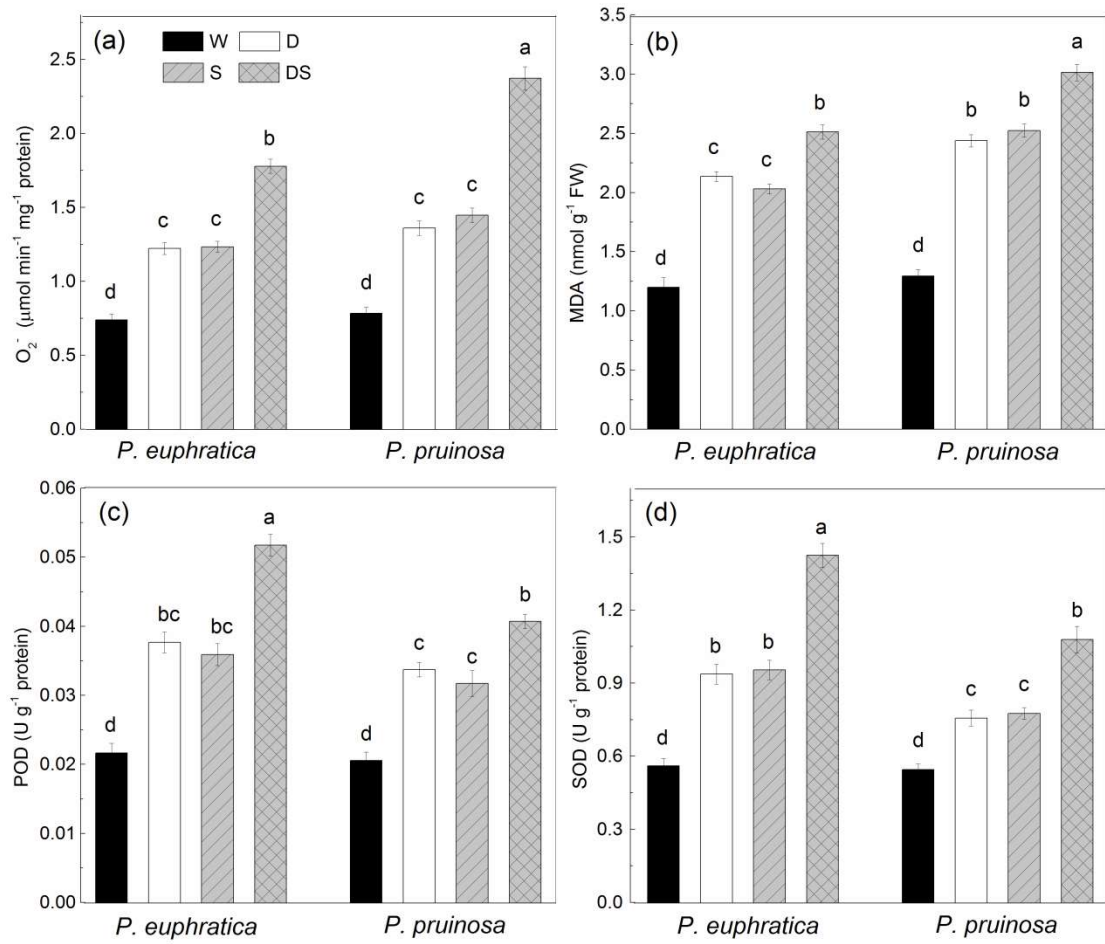 (a)
W D
S DS
O₂⁻ (μmol min⁻¹ mg⁻¹ protein)
2.5
2.0
1.5
1.0
0.5
0.0
d c c b d c c a
P. euphratica P. pruinosa
(b)
MDA (nmol g⁻¹ FW)
3.5
3.0
2.5
2.0
1.5
1.0
0.5
0.0
d c c b d b b a
P. euphratica P. pruinosa
(c)
POD (U g⁻¹ protein)
0.06
0.05
0.04
0.03
0.02
0.01
0.00
d bc bc a d c c b
P. euphratica P. pruinosa
(d)
SOD (U g⁻¹ protein)
1.5
1.2
0.9
0.6
0.3
0.0
d b b a d c c b
P. euphratica P. pruinosa